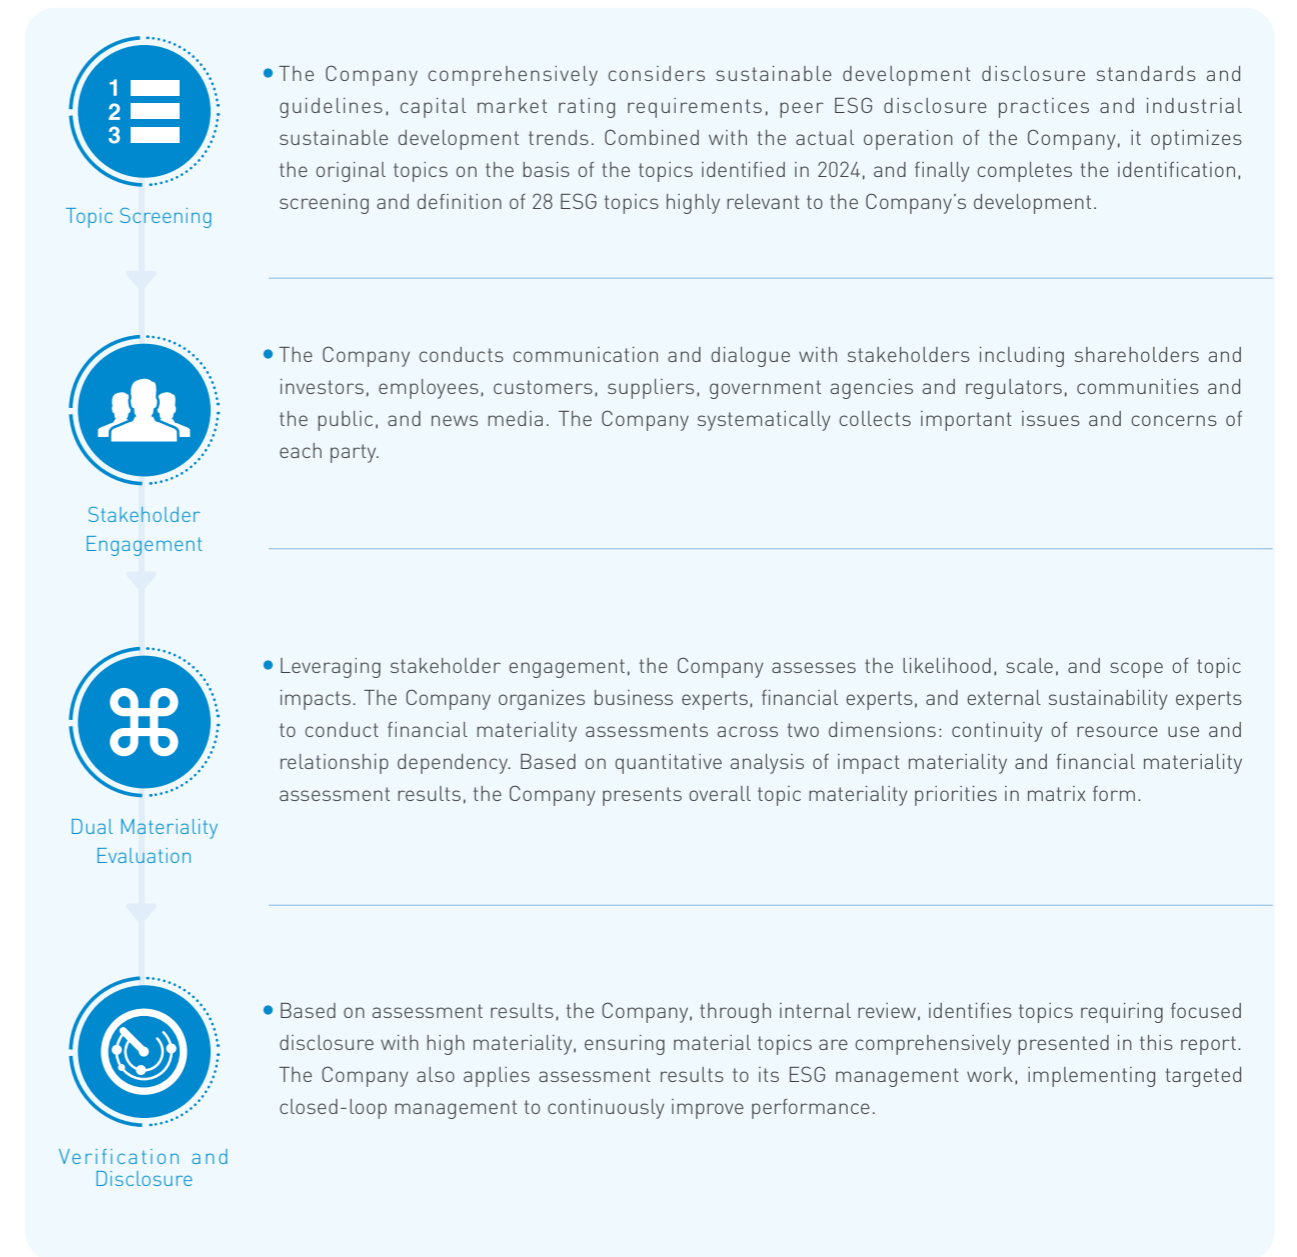 1
2
3
Topic Screening
• The Company comprehensively considers sustainable development disclosure standards and
guidelines, capital market rating requirements, peer ESG disclosure practices and industrial
sustainable development trends. Combined with the actual operation of the Company, it optimizes
the original topics on the basis of the topics identified in 2024, and finally completes the identification,
screening and definition of 28 ESG topics highly relevant to the Company's development.
Stakeholder
Engagement
• The Company conducts communication and dialogue with stakeholders including shareholders and
investors, employees, customers, suppliers, government agencies and regulators, communities and
the public, and news media. The Company systematically collects important issues and concerns of
each party.
Dual Materiality
Evaluation
• Leveraging stakeholder engagement, the Company assesses the likelihood, scale, and scope of topic
impacts. The Company organizes business experts, financial experts, and external sustainability experts
to conduct financial materiality assessments across two dimensions: continuity of resource use and
relationship dependency. Based on quantitative analysis of impact materiality and financial materiality
assessment results, the Company presents overall topic materiality priorities in matrix form.
Verification and
Disclosure
• Based on assessment results, the Company, through internal review, identifies topics requiring focused
disclosure with high materiality, ensuring material topics are comprehensively presented in this report.
The Company also applies assessment results to its ESG management work, implementing targeted
closed-loop management to continuously improve performance.